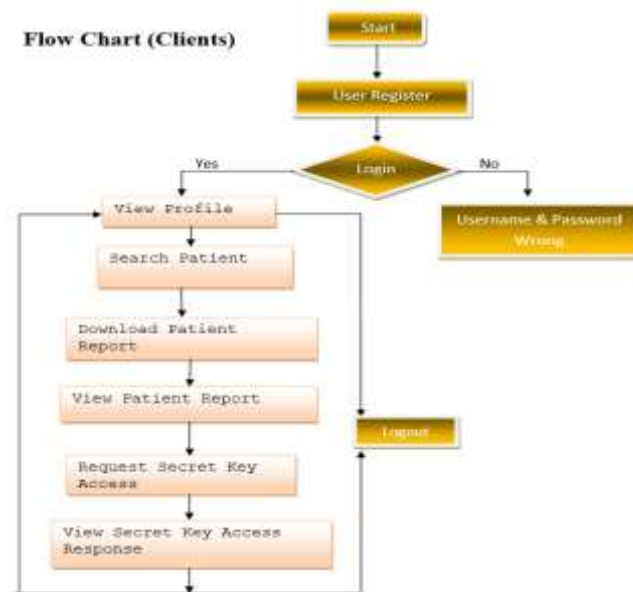 Flow Chart (Clients)
Start
User Register
Login
Yes
No
View Profile
Username & Password
Wrong
Search Patient
Download Patient
Report
View Patient Report
Logout
Request Secret Key
Access
View Secret Key Access
Response